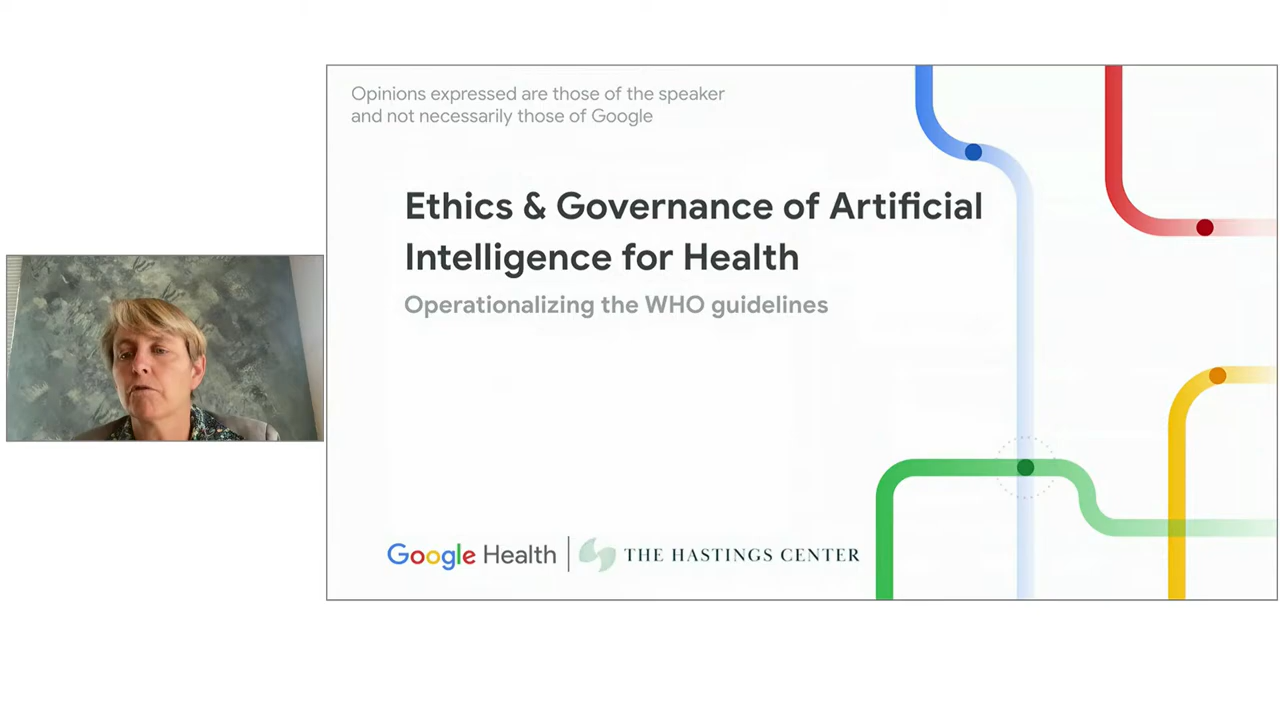 Opinions expressed are those of the speaker
and not necessarily those of Google
Ethics & Governance of Artificial
Intelligence for Health
Operationalizing the WHO guidelines
Google Health
THE HASTINGS CENTER